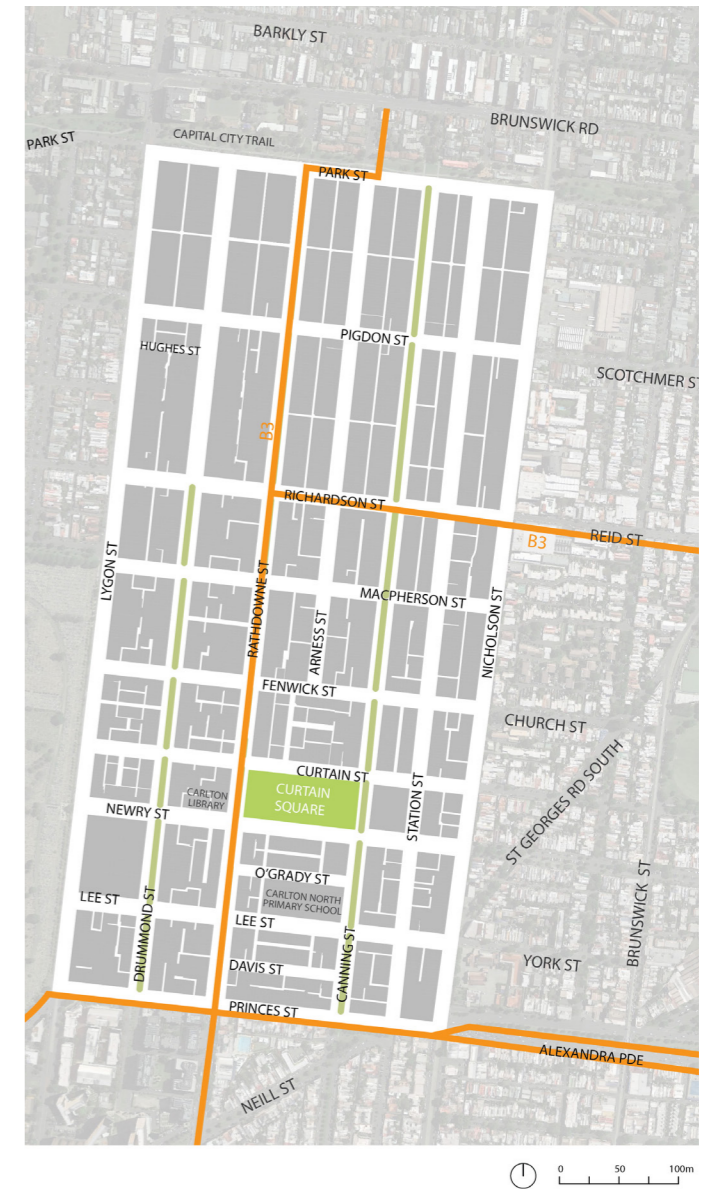 BARKLY ST
BRUNSWICK RD
PARK ST
CAPITAL CITY TRAIL
PARK ST
PIGDON ST
HUGHES ST
SCOTCHMER ST
B3
RICHARDSON ST
REID ST
B3
LYGON ST
RATHDOWNE ST
ARNESS ST
MACPHERSON ST
NICHOLSON ST
FENWICK ST
CHURCH ST
CURTAIN ST
CURTAIN
SQUARE
CARLTON
LIBRARY
STATION ST
ST GEORGES RD SOUTH
NEWRY ST
O'GRADY ST
CARLTON NORTH
PRIMARY SCHOOL
LEE ST
LEE ST
DRUMMOND ST
CANNING ST
BRUNSWICK ST
DAVIS ST
YORK ST
PRINCES ST
ALEXANDRA PDE
NEILL ST
0 50 100m